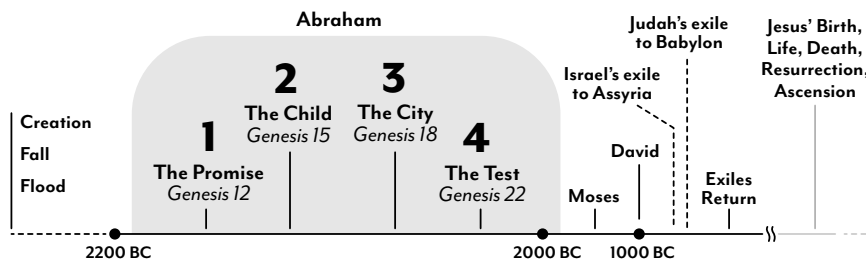 Abraham
Creation
Fall
Flood
1
The Promise
Genesis 12
2
The Child
Genesis 15
3
The City
Genesis 18
4
The Test
Genesis 22
Moses
David
Israel’s exile
to Assyria
Judah’s exile
to Babylon
Exiles
Return
Jesus’ Birth,
Life, Death,
Resurrection,
Ascension
2200 BC
2000 BC
1000 BC